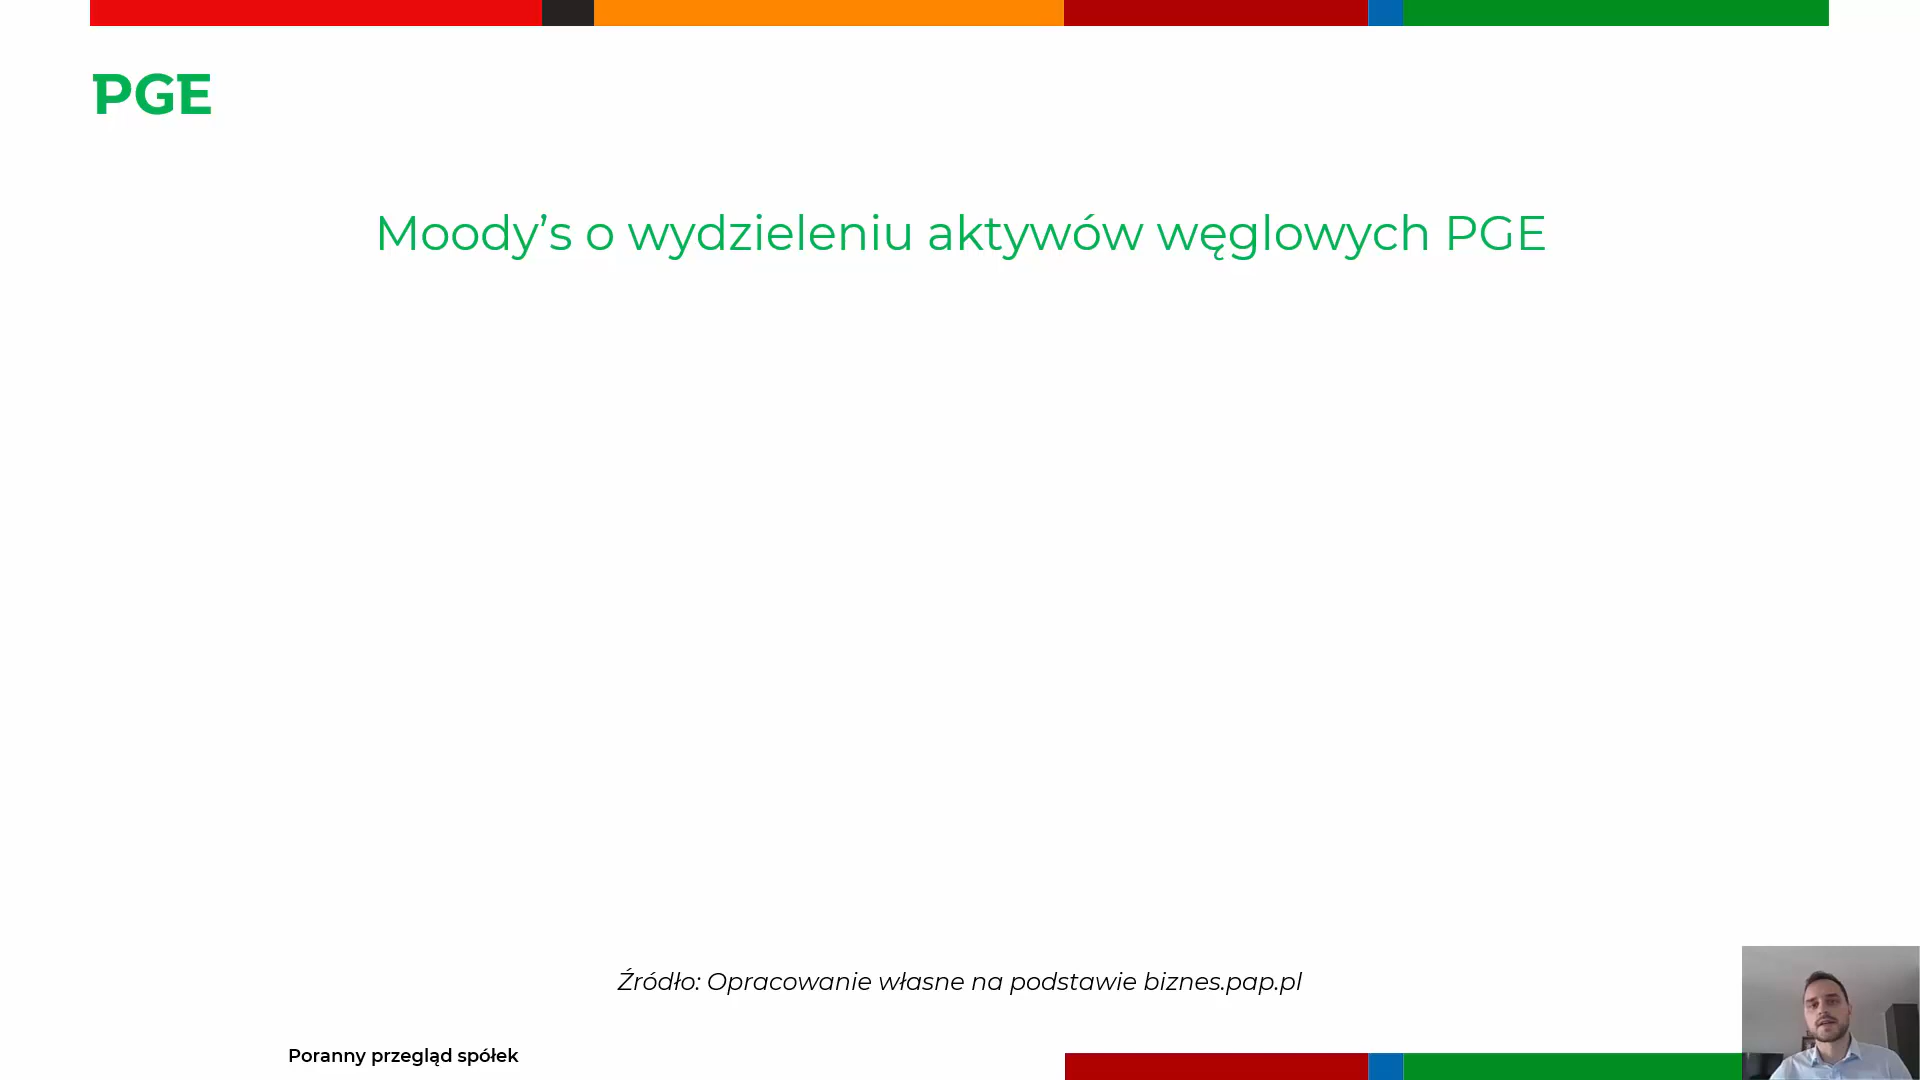 PGE
Moody’s o wydzieleniu aktywów węglowych PGE
Źródło: Opracowanie własne na podstawie biznes.pap.pl
Poranny przegląd spółek